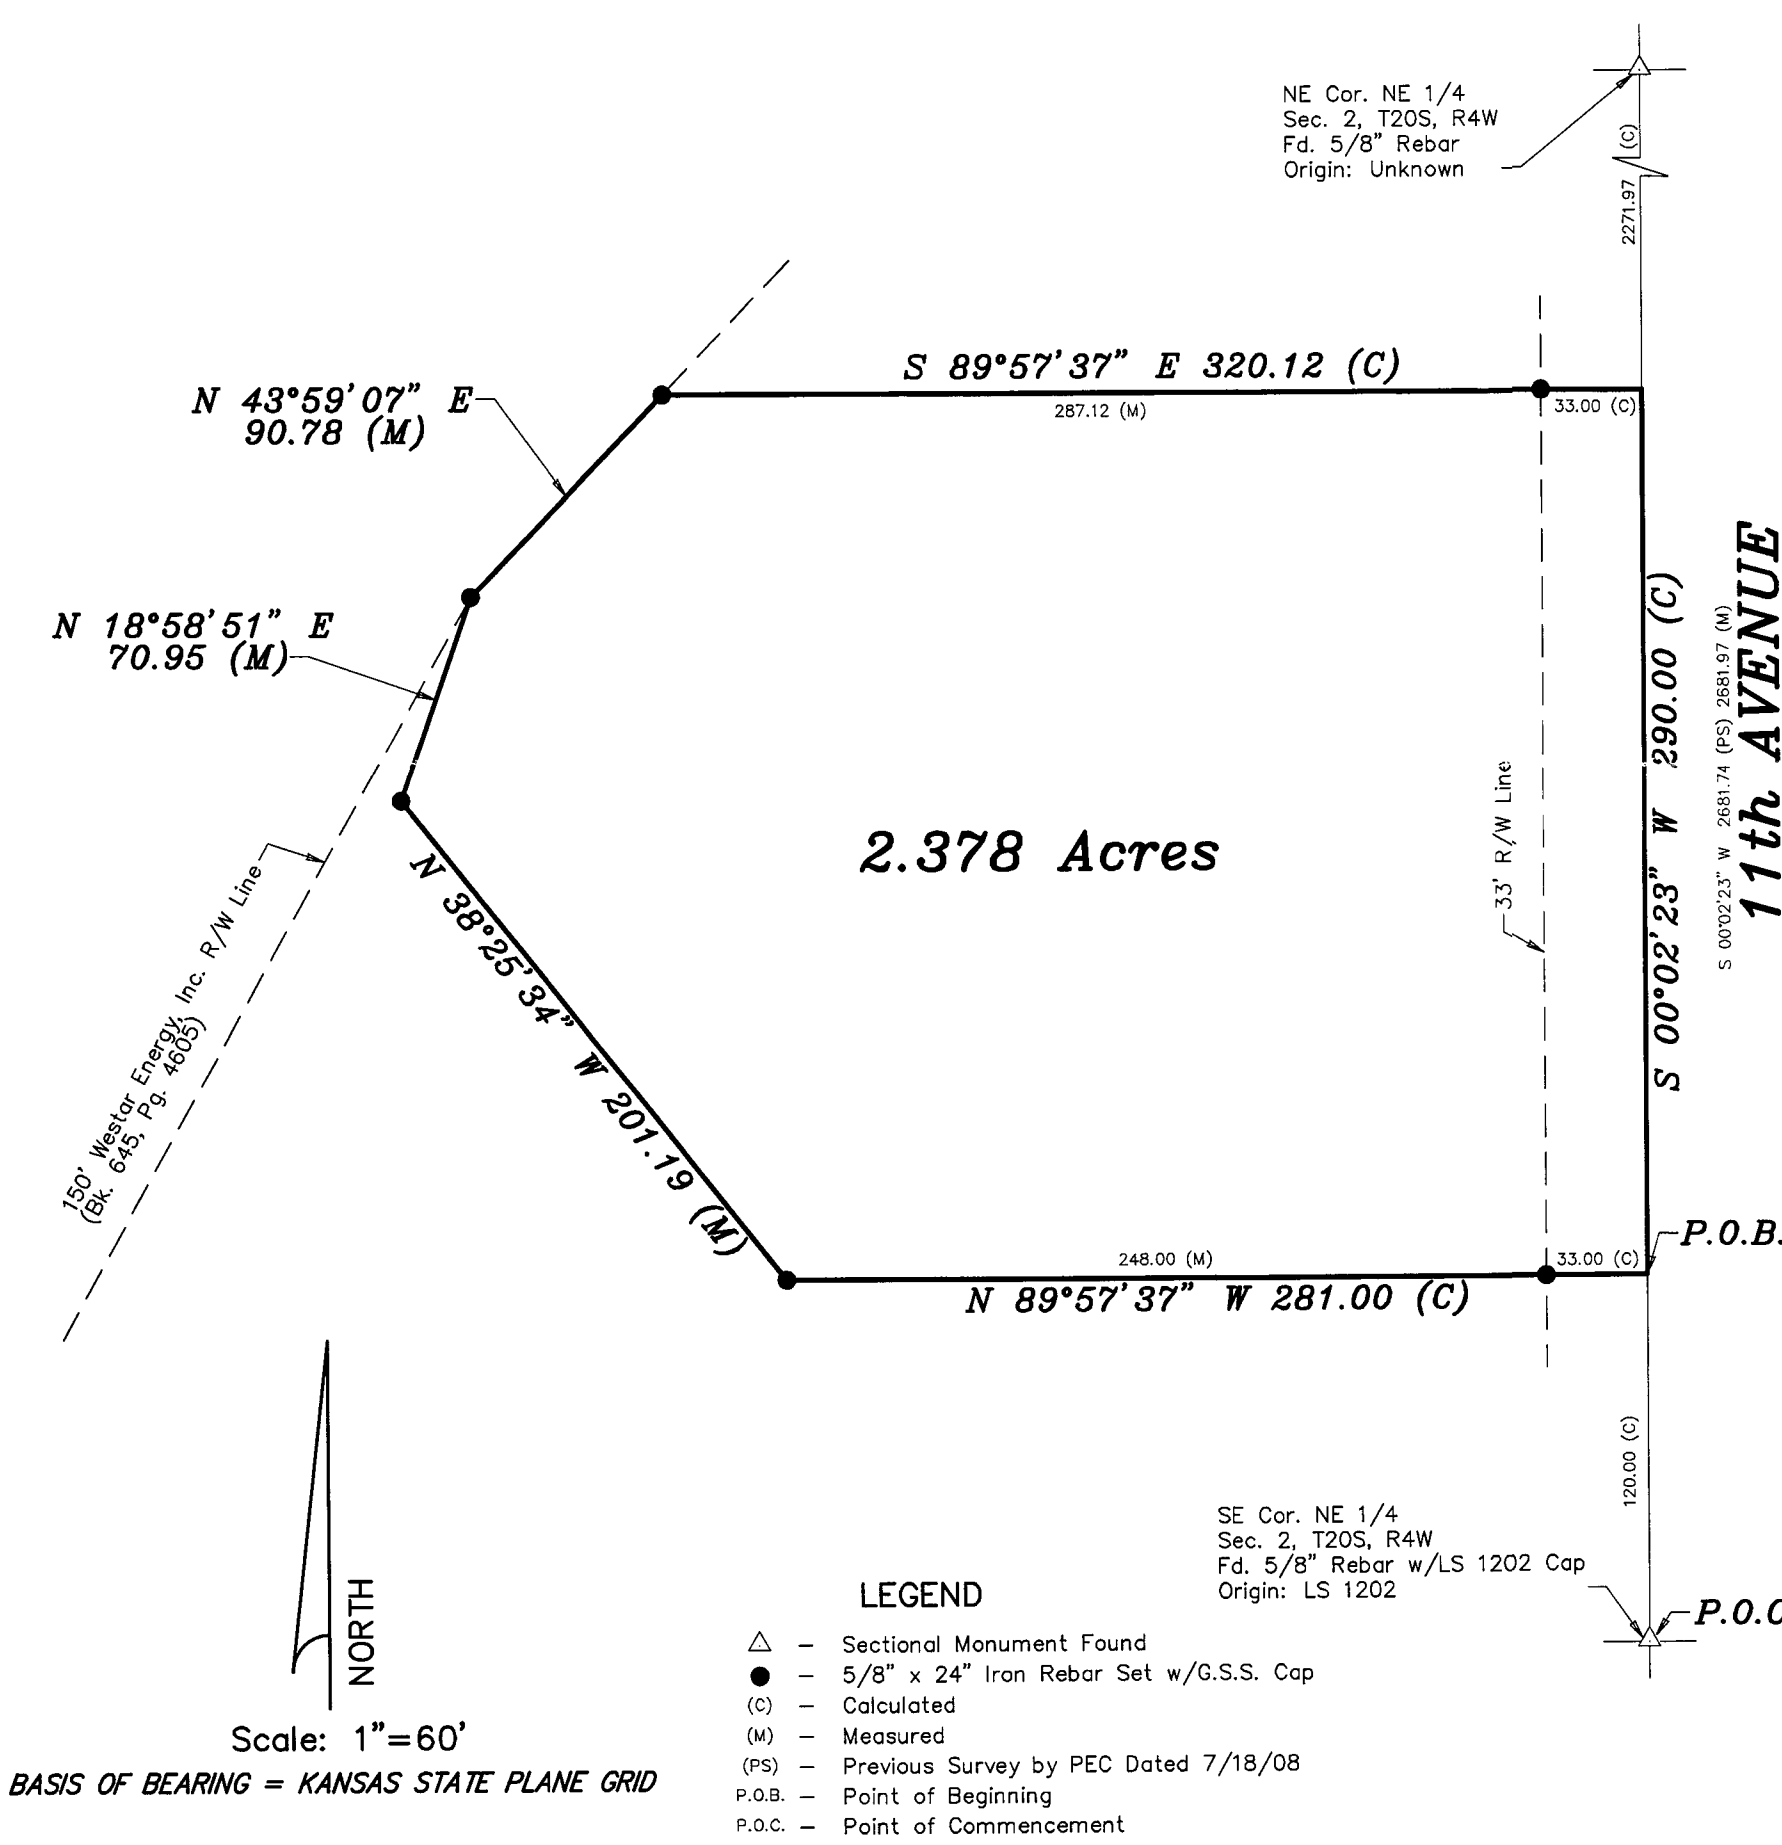 NE Cor. NE 1/4
Sec. 2, T20S, R4W
Fd. 5/8" Rebar
Origin: Unknown
2271.97 (C)
S 89°57'37" E 320.12 (C)
287.12 (M)
33.00 (C)
N 43°59'07" E
90.78 (M)
N 18°58'51" E
70.95 (M)
150' Westar Energy, Inc. R/W Line
(Bk. 645, Pg. 4605)
2.378 Acres
33' R/W Line
S 00°02'23" W 290.00 (C)
S 00°02'23" W 2681.74 (PS) 2681.97 (M)
11th AVENUE
N 38°25'34" W 201.19 (M)
248.00 (M)
33.00 (C)
P.O.B.
N 89°57'37" W 281.00 (C)
120.00 (C)
SE Cor. NE 1/4
Sec. 2, T20S, R4W
Fd. 5/8" Rebar w/LS 1202 Cap
Origin: LS 1202
P.O.C
NORTH
Scale: 1"=60'
BASIS OF BEARING = KANSAS STATE PLANE GRID
LEGEND
△ – Sectional Monument Found
● – 5/8" x 24" Iron Rebar Set w/G.S.S. Cap
(C) – Calculated
(M) – Measured
(PS) – Previous Survey by PEC Dated 7/18/08
P.O.B. – Point of Beginning
P.O.C. – Point of Commencement